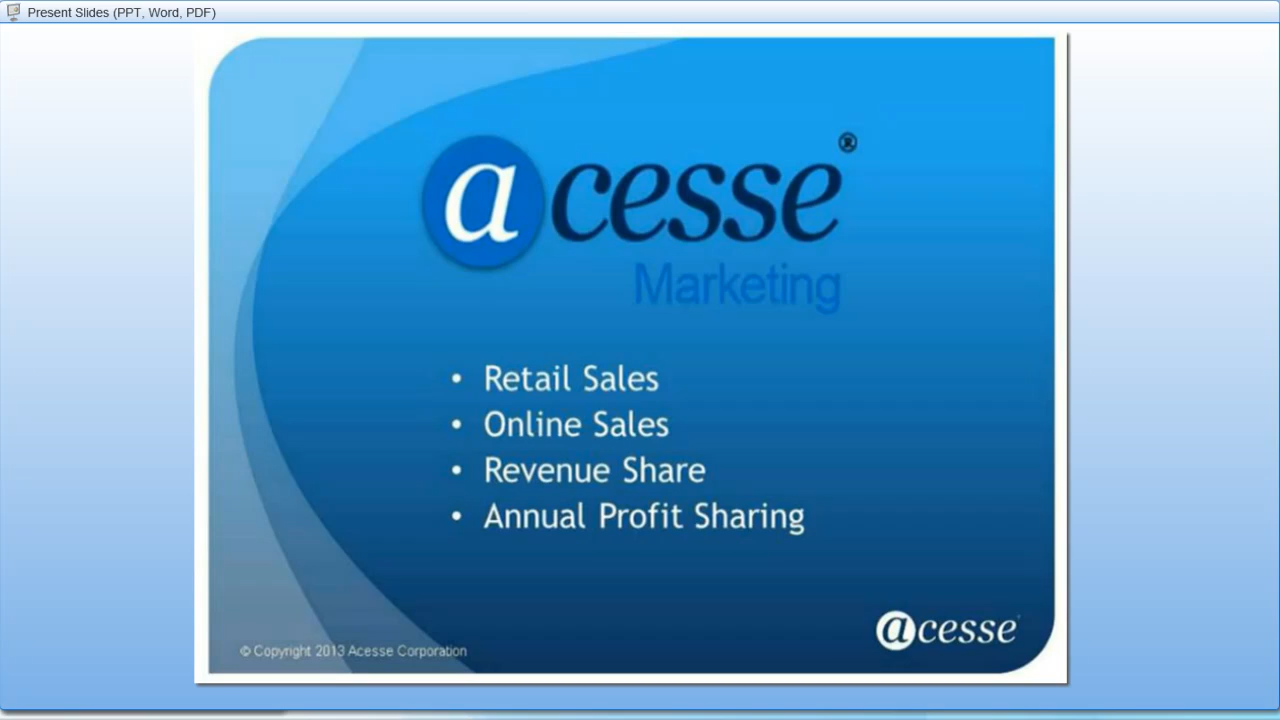 Present Slides (PPT, Word, PDF)
acesse®
Marketing
• Retail Sales
• Online Sales
• Revenue Share
• Annual Profit Sharing
acesse
© Copyright 2013 Acesse Corporation